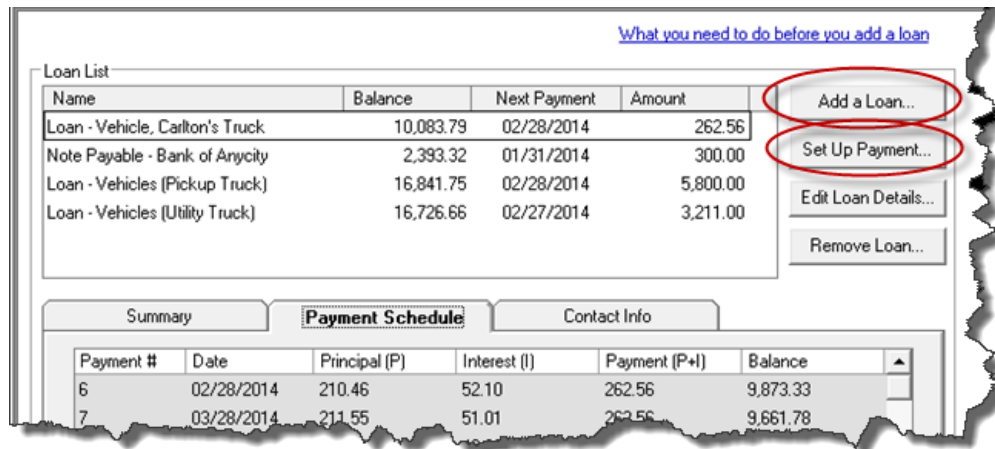 What you need to do before you add a loan
Loan List
Name Balance Next Payment Amount
Loan - Vehicle, Carlton's Truck 10,083.79 02/28/2014 262.56
Note Payable - Bank of Anycity 2,393.32 01/31/2014 300.00
Loan - Vehicles (Pickup Truck) 16,841.75 02/28/2014 5,800.00
Loan - Vehicles (Utility Truck) 16,726.66 02/27/2014 3,211.00
Add a Loan...
Set Up Payment...
Edit Loan Details...
Remove Loan...
Summary Payment Schedule Contact Info
Payment # Date Principal (P) Interest (I) Payment (P+I) Balance
6 02/28/2014 210.46 52.10 262.56 9,873.33
7 03/28/2014 211.55 51.01 262.56 9,661.78